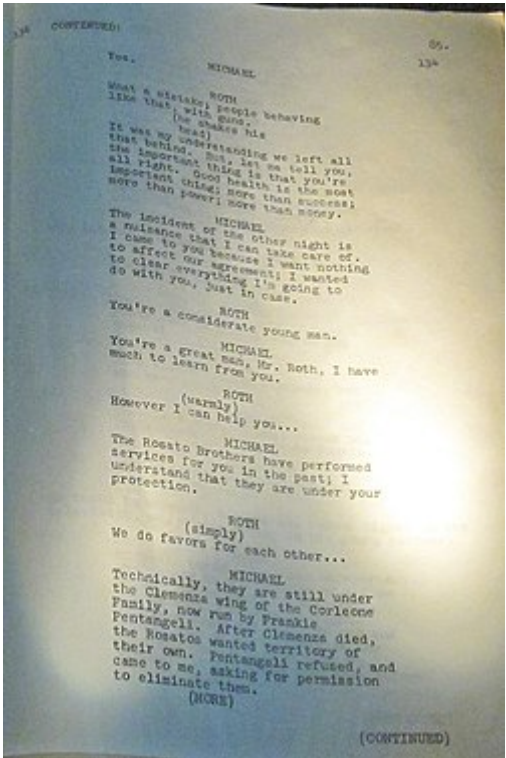 134 CONTINUED:
85.
134
MICHAEL
Yes.
ROTH
What a mistake; people behaving
like that, with guns.
(he shakes his
head)
It was my understanding we left all
that behind. But, let me tell you,
the important thing is that you're
all right. Good health is the most
important thing; more than success;
more than power; more than money.
MICHAEL
The incident of the other night is
a nuisance that I can take care of.
I came to you because I want nothing
to affect our agreement; I wanted
to clear everything I'm going to
do with you, just in case.
ROTH
You're a considerate young man.
MICHAEL
You're a great man, Mr. Roth, I have
much to learn from you.
ROTH
(warmly)
However I can help you...
MICHAEL
The Rosato Brothers have performed
services for you in the past; I
understand that they are under your
protection.
ROTH
(simply)
We do favors for each other...
MICHAEL
Technically, they are still under
the Clemenza wing of the Corleone
Family, now run by Frankie
Pentangeli. After Clemenza died,
the Rosatos wanted territory of
their own. Pentangeli refused, and
came to me, asking for permission
to eliminate them.
(MORE)
(CONTINUED)